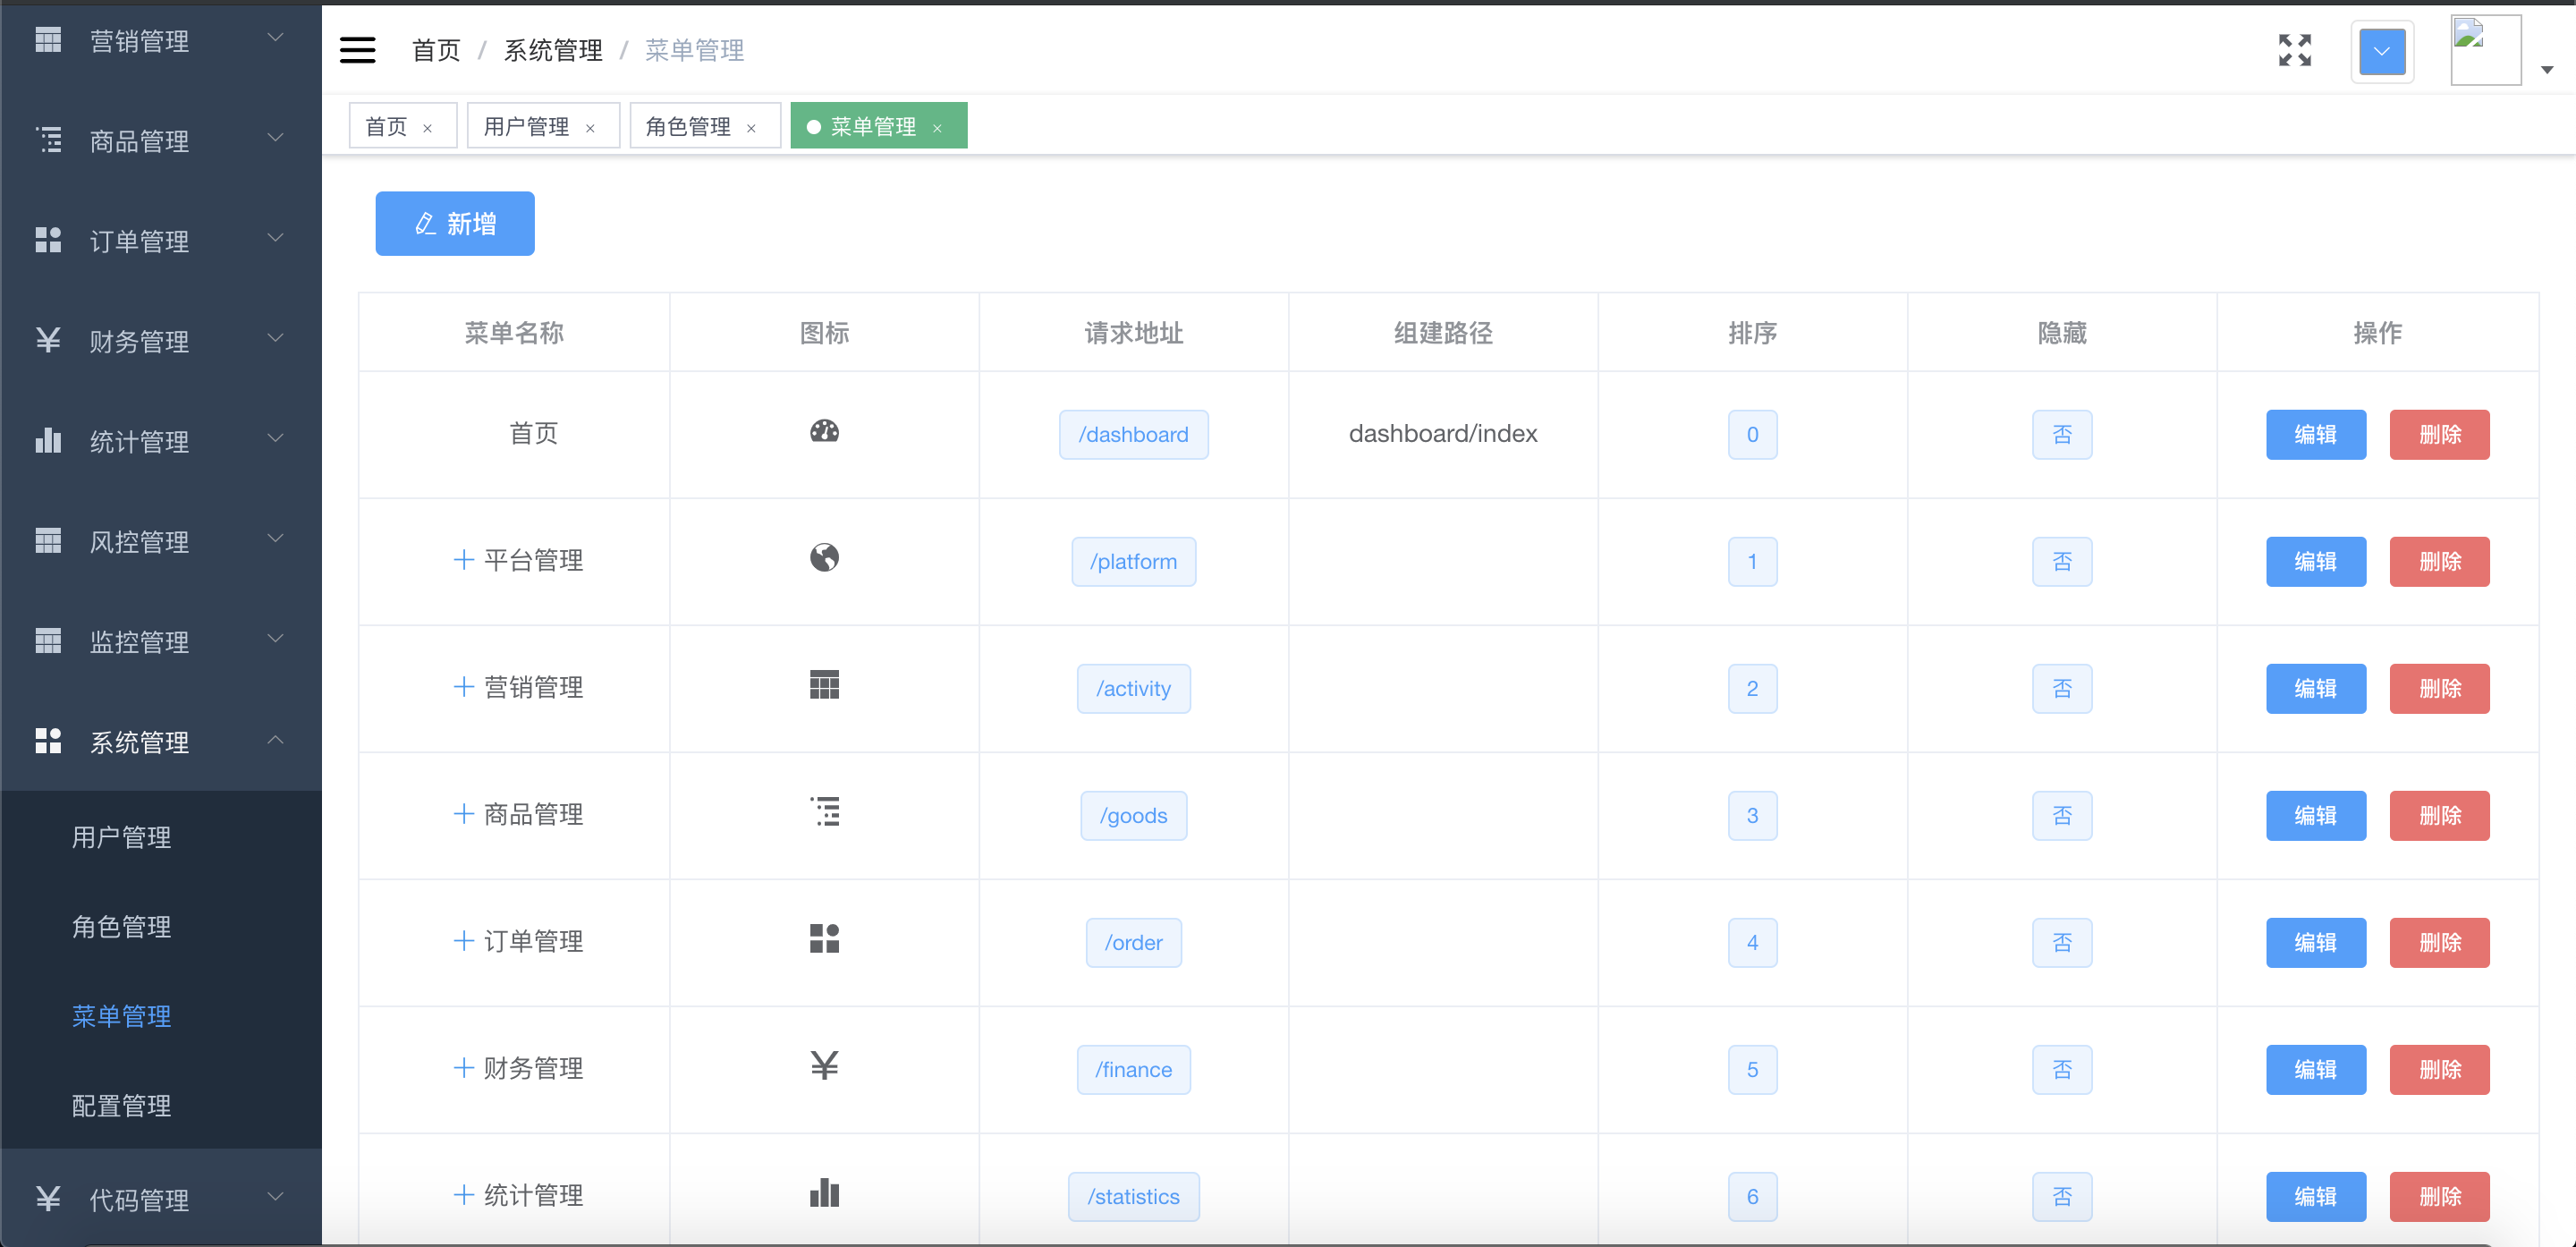 营销管理
商品管理
订单管理
财务管理
统计管理
风控管理
监控管理
系统管理
用户管理
角色管理
菜单管理
配置管理
代码管理
首页 / 系统管理 / 菜单管理
首页 × 用户管理 × 角色管理 × 菜单管理 ×
新增
菜单名称 图标 请求地址 组建路径 排序 隐藏 操作
首页 /dashboard dashboard/index 0 否 编辑 删除
平台管理 /platform 1 否 编辑 删除
营销管理 /activity 2 否 编辑 删除
商品管理 /goods 3 否 编辑 删除
订单管理 /order 4 否 编辑 删除
财务管理 /finance 5 否 编辑 删除
统计管理 /statistics 6 否 编辑 删除